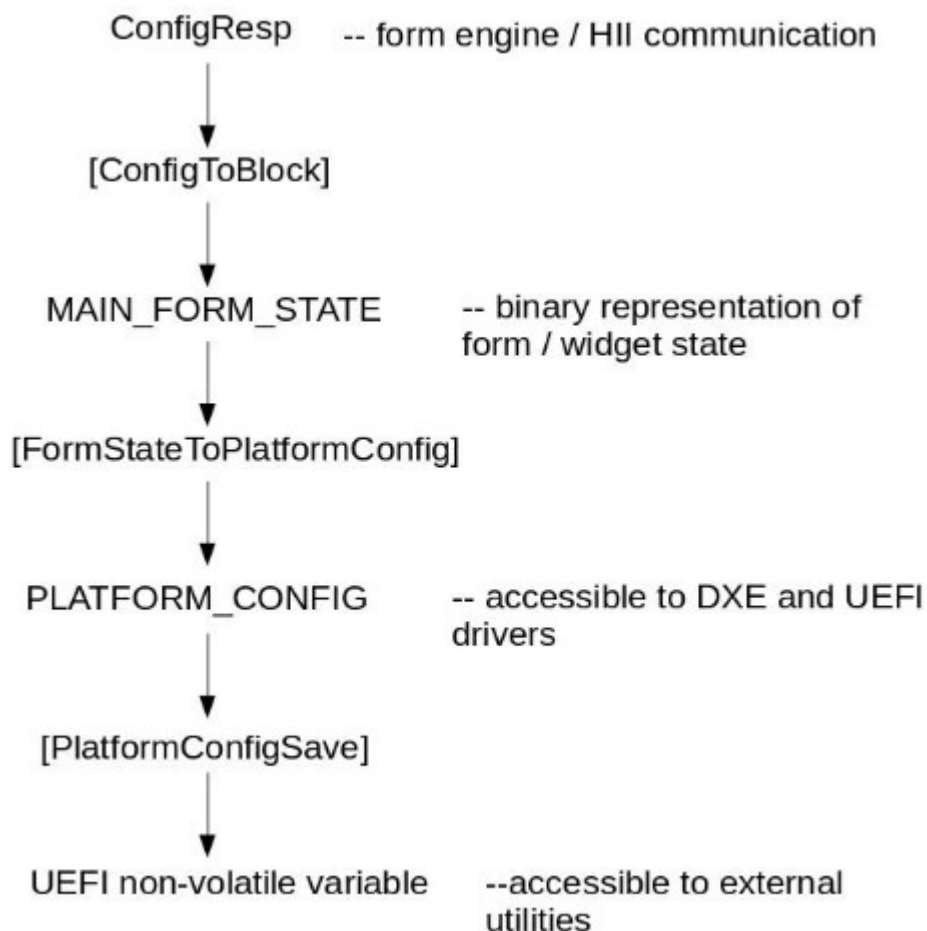 ConfigResp -- form engine / HII communication
[ConfigToBlock]
MAIN_FORM_STATE -- binary representation of
form / widget state
[FormStateToPlatformConfig]
PLATFORM_CONFIG -- accessible to DXE and UEFI
drivers
[PlatformConfigSave]
UEFI non-volatile variable --accessible to external
utilities